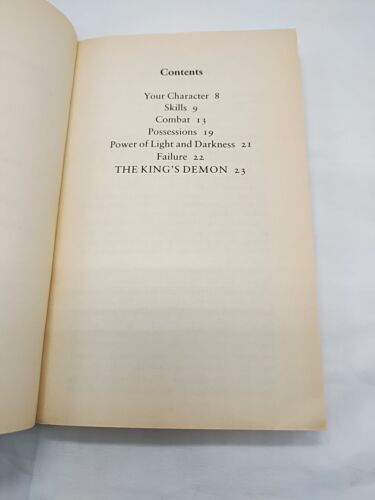 Contents
Your Character 8
Skills 9
Combat 13
Possessions 19
Power of Light and Darkness 21
Failure 22
THE KING'S DEMON 23